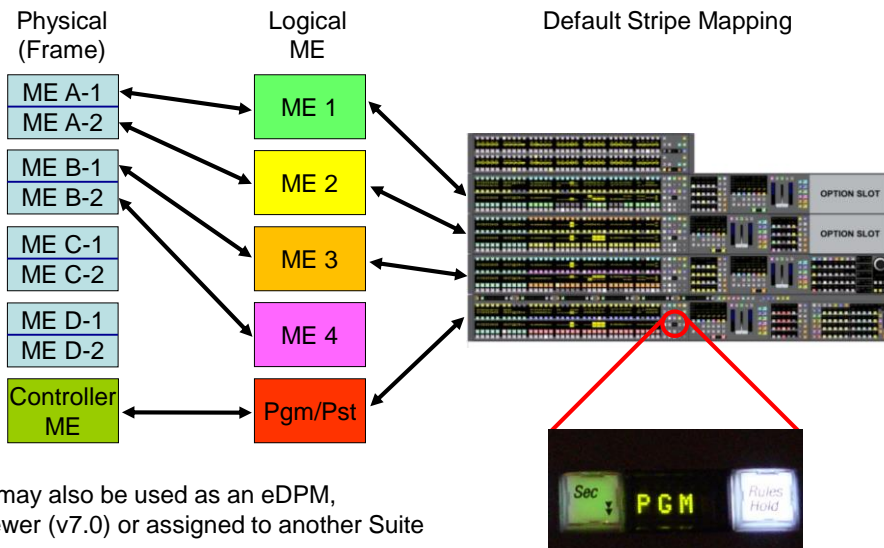 Physical
(Frame)
Logical
ME
Default Stripe Mapping
ME A-1
ME A-2
ME B-1
ME B-2
ME C-1
ME C-2
ME D-1
ME D-2
Controller
ME
ME 1
ME 2
ME 3
ME 4
Pgm/Pst
OPTION SLOT
OPTION SLOT
Sec
PGM
Rules
Hold
may also be used as an eDPM,
ewer (v7.0) or assigned to another Suite